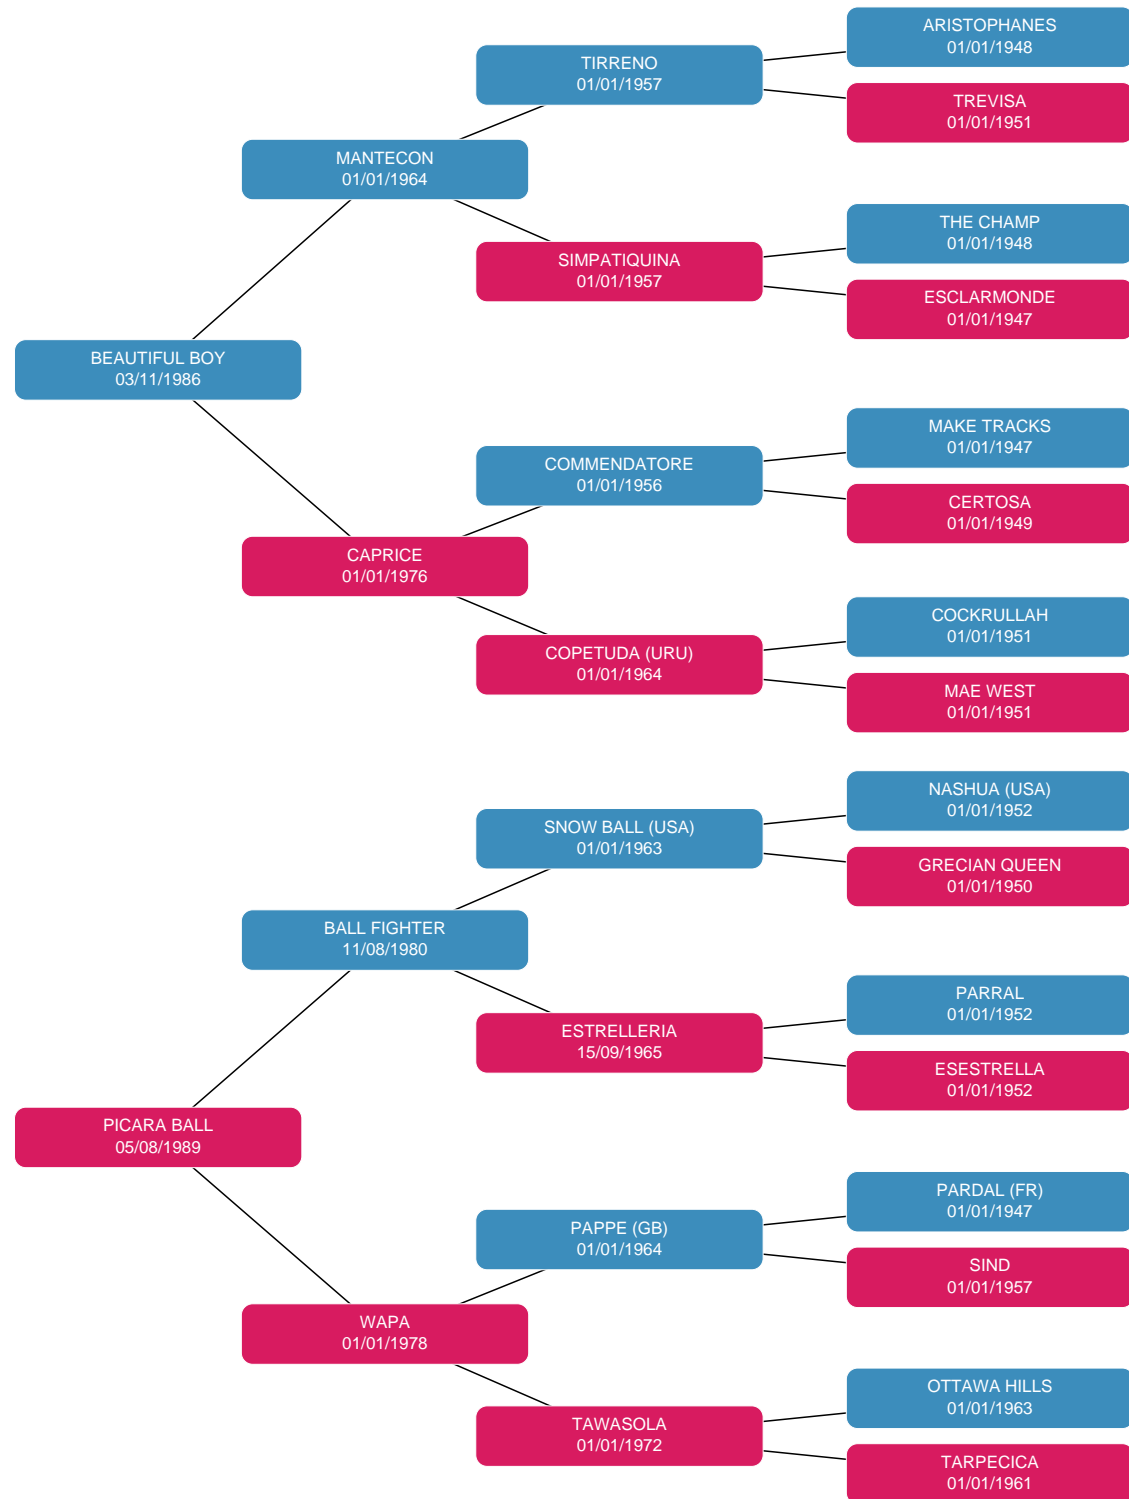 ARISTOPHANES
01/01/1948
TIRRENO
01/01/1957
TREVISA
01/01/1951
MANTECON
01/01/1964
THE CHAMP
01/01/1948
SIMPATIQUINA
01/01/1957
ESCLARMONDE
01/01/1947
BEAUTIFUL BOY
03/11/1986
MAKE TRACKS
01/01/1947
COMMENDATORE
01/01/1956
CERTOSA
01/01/1949
CAPRICE
01/01/1976
COCKRULLAH
01/01/1951
COPETUDA (URU)
01/01/1964
MAE WEST
01/01/1951
NASHUA (USA)
01/01/1952
SNOW BALL (USA)
01/01/1963
GRECIAN QUEEN
01/01/1950
BALL FIGHTER
11/08/1980
PARRAL
01/01/1952
ESTRELLERIA
15/09/1965
ESESTRELLA
01/01/1952
PICARA BALL
05/08/1989
PARDAL (FR)
01/01/1947
PAPPE (GB)
01/01/1964
SIND
01/01/1957
WAPA
01/01/1978
OTTAWA HILLS
01/01/1963
TAWASOLA
01/01/1972
TARPECICA
01/01/1961